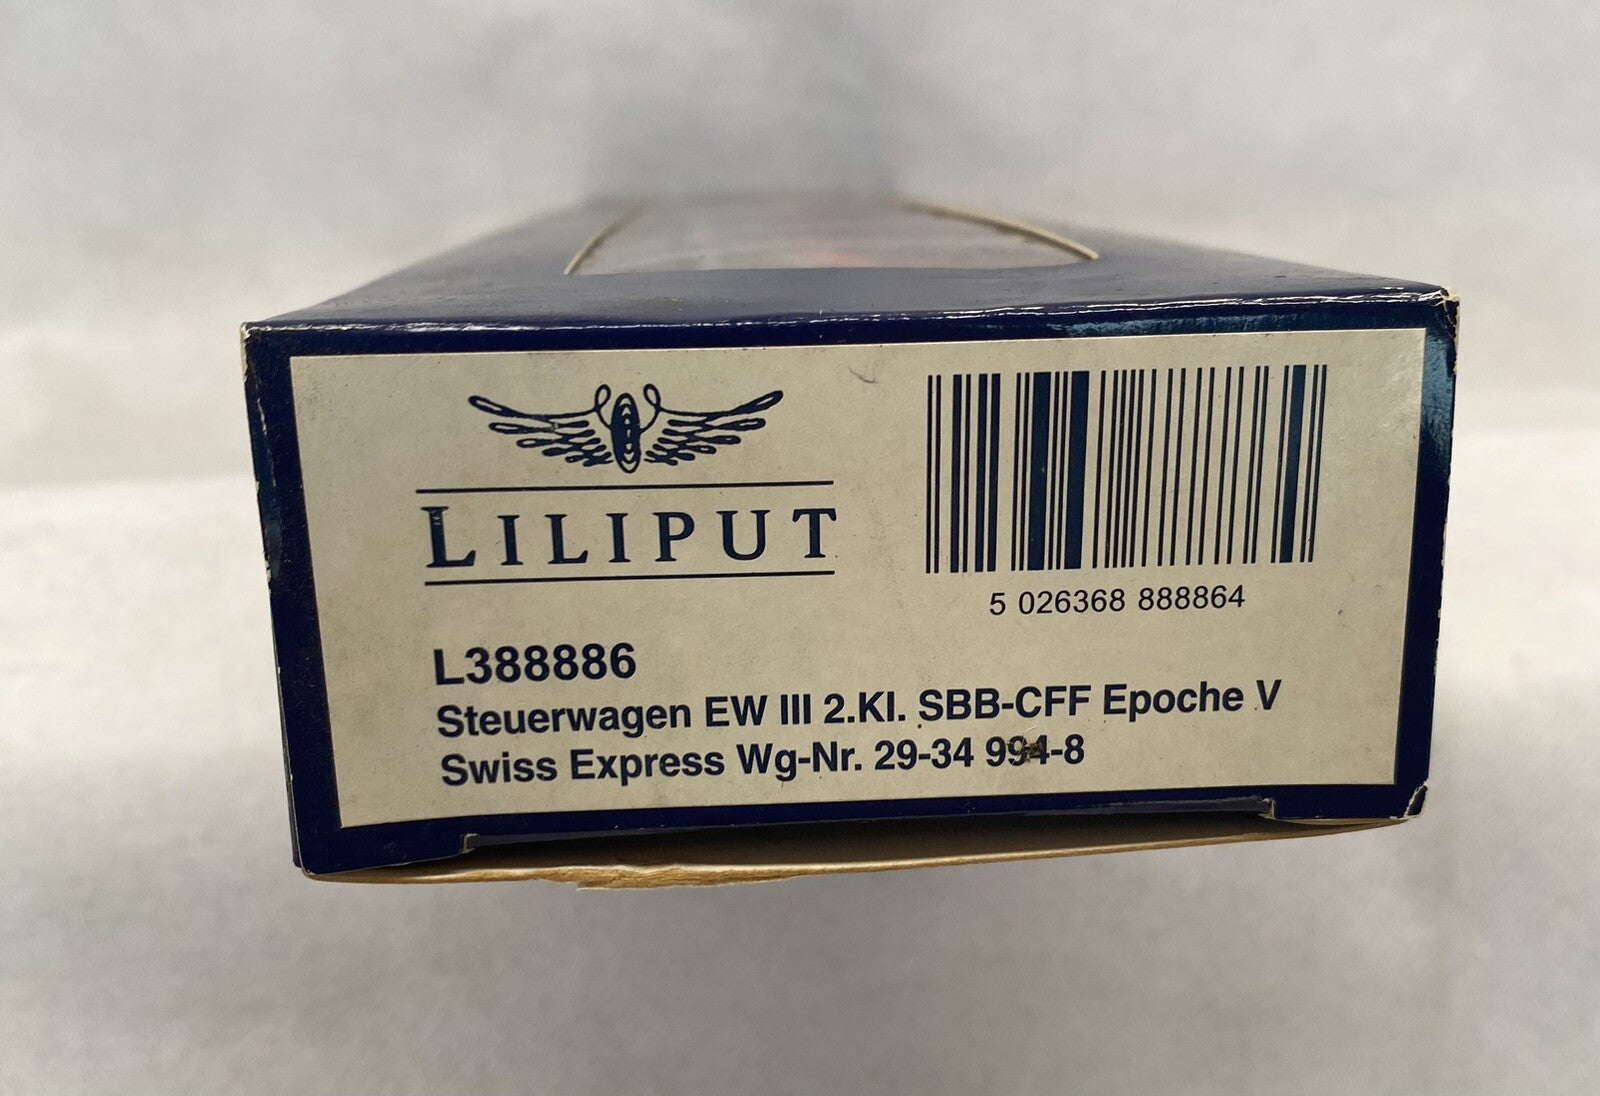 LILIPUT
5 026368 888864
L388886
Steuerwagen EW III 2.Kl. SBB-CFF Epoche V
Swiss Express Wg-Nr. 29-34 994-8